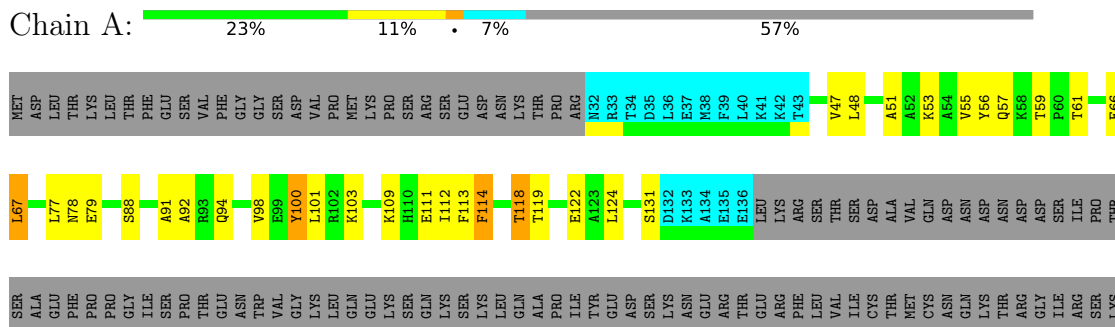 Chain A:
23% 11% • 7% 57%
MET ASP LEU THR LYS LEU THR PHE GLU SER VAL PHE GLY GLY SER ASP VAL PRO MET LYS PRO SER ARG SER GLU ASP ASN LYS THR PRO ARG N32 R33 T34 D35 L36 E37 M38 F39 L40 K41 K42 T43 V47 L48 A51 A52 K53 A54 V55 Y56 Q57 K58 T59 P60 T61
L67 L77 N78 E79 S88 A91 A92 R93 Q94 V98 E99 Y100 L101 R102 K103 K109 H110 E111 I112 F113 F114 T118 T119 E122 A123 L124 S131 D132 K133 A134 E135 E136 LEU LYS ARG SER THR SER ASP ALA VAL GLN ASP ASN ASP ASN ASP ASP SER ILE PRO THR
SER ALA GLU PHE PRO PRO GLY ILE SER PRO THR GLU ASN TRP VAL GLY LYS LEU GLN GLU LYS SER GLN LYS SER LYS LEU GLN ALA PRO ILE TYR GLU ASP SER LYS ASN GLU ARG THR GLU ARG PHE LEU VAL ILE CYS THR MET CYS ASN GLN LYS THR ARG GLY ILE ARG SER LYS